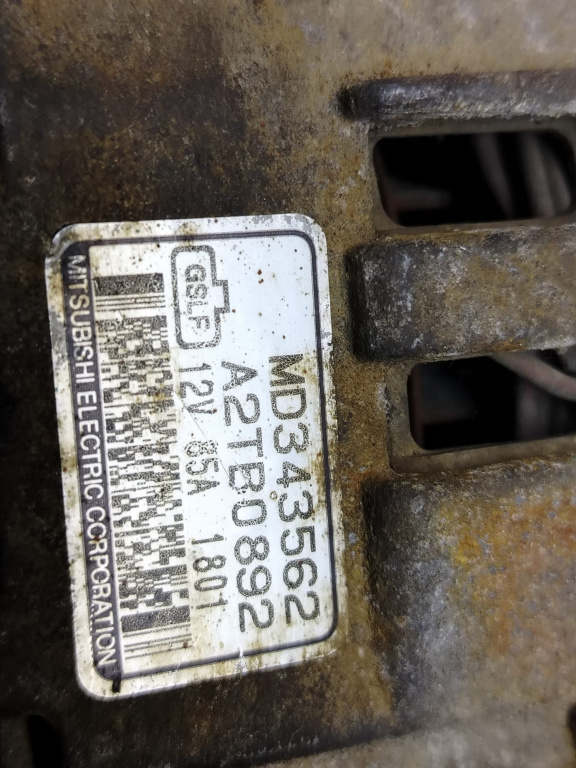 MD343562
A2TB0892
GSLF
12V 85A 1801
MITSUBISHI ELECTRIC CORPORATION